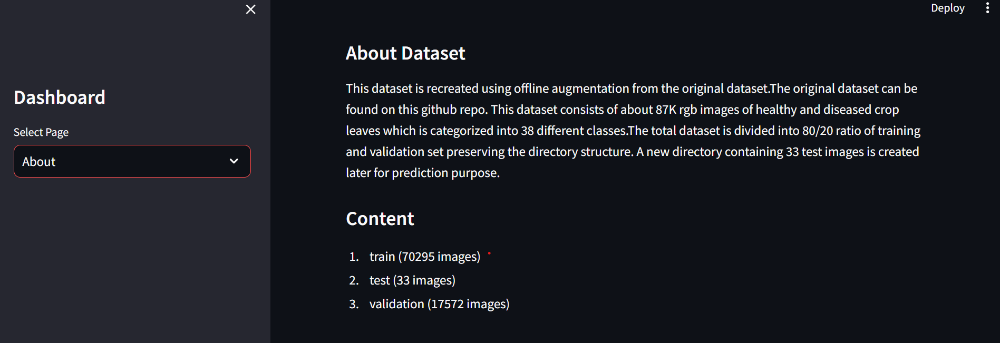 Deploy
Dashboard
Select Page
About
About Dataset
This dataset is recreated using offline augmentation from the original dataset.The original dataset can be
found on this github repo. This dataset consists of about 87K rgb images of healthy and diseased crop
leaves which is categorized into 38 different classes.The total dataset is divided into 80/20 ratio of training
and validation set preserving the directory structure. A new directory containing 33 test images is created
later for prediction purpose.
Content
1. train (70295 images)
2. test (33 images)
3. validation (17572 images)